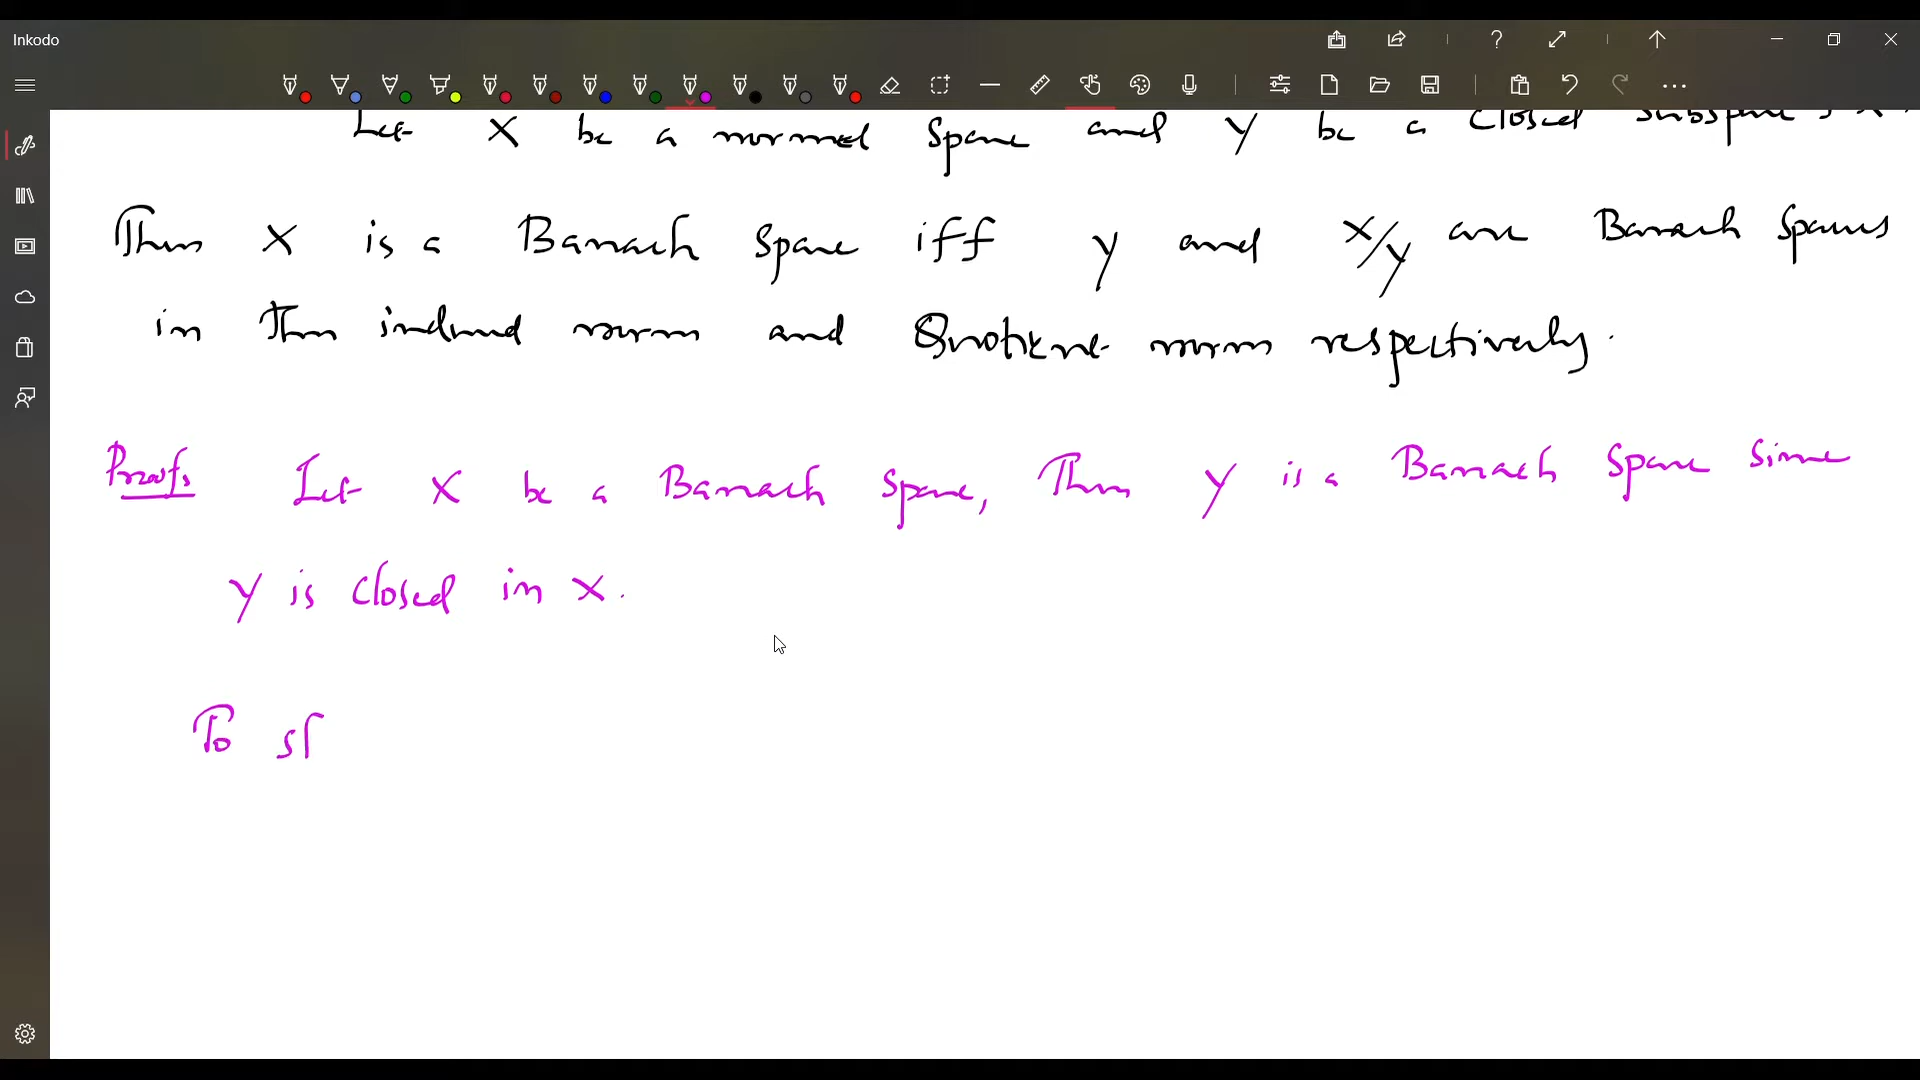 Inkodo
Let X be a normed space and Y be a closed subspace of X.
Then X is a Banach space iff Y and X/Y are Banach spaces
in the induced norm and Quotient norm respectively.
Proof: Let X be a Banach space, Then Y is a Banach space since
Y is closed in X.
To s